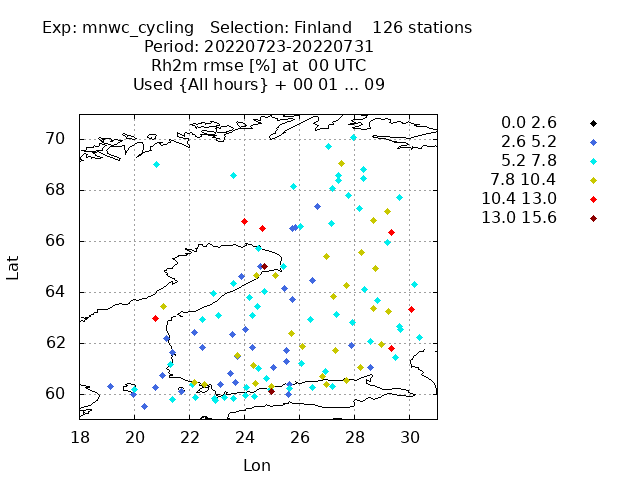 Exp: mnwc_cycling   Selection: Finland    126 stations
Period: 20220723-20220731
Rh2m rmse [%] at  00 UTC
Used {All hours} + 00 01 ... 09
0.0 2.6
2.6 5.2
5.2 7.8
7.8 10.4
10.4 13.0
13.0 15.6
70
68
66
64
62
60
Lat
18 20 22 24 26 28 30
Lon